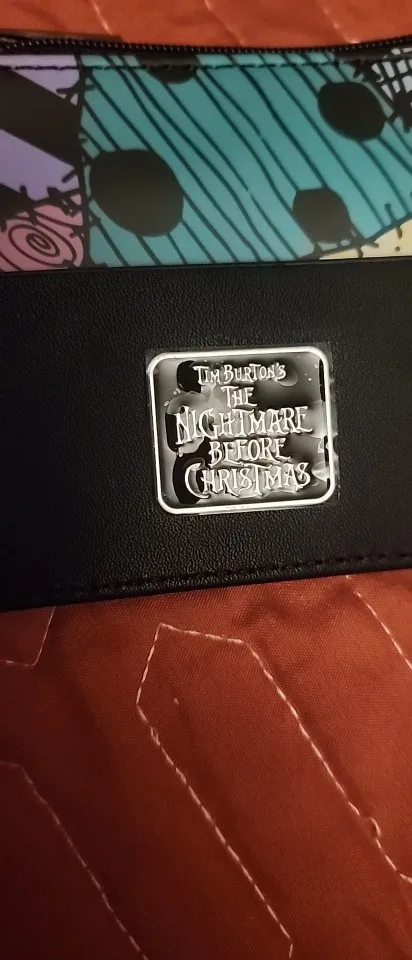 TIM BURTON'S
THE
NIGHTMARE
BEFORE
CHRISTMAS